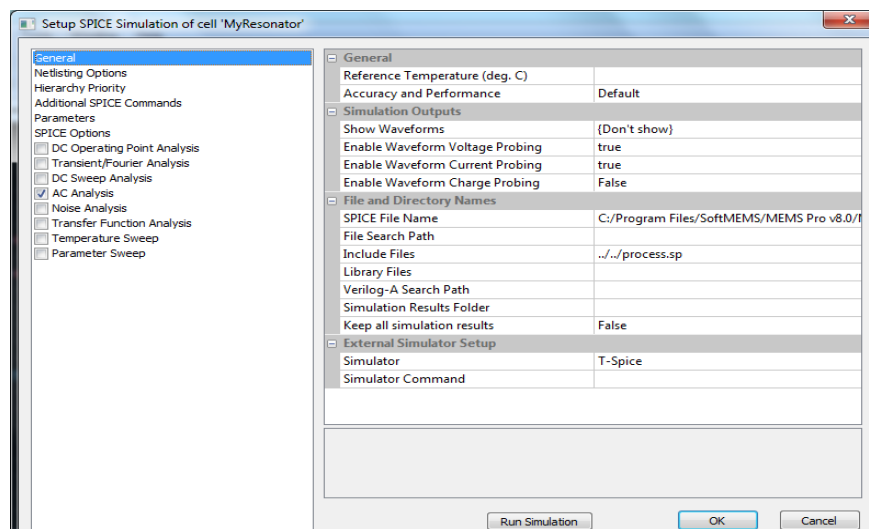 Setup SPICE Simulation of cell 'MyResonator'
General
Netlisting Options
Hierarchy Priority
Additional SPICE Commands
Parameters
SPICE Options
DC Operating Point Analysis
Transient/Fourier Analysis
DC Sweep Analysis
AC Analysis
Noise Analysis
Transfer Function Analysis
Temperature Sweep
Parameter Sweep
General
Reference Temperature (deg. C)
Accuracy and Performance Default
Simulation Outputs
Show Waveforms {Don't show}
Enable Waveform Voltage Probing true
Enable Waveform Current Probing true
Enable Waveform Charge Probing False
File and Directory Names
SPICE File Name C:/Program Files/SoftMEMS/MEMS Pro v8.0/
File Search Path
Include Files ../../process.sp
Library Files
Verilog-A Search Path
Simulation Results Folder
Keep all simulation results False
External Simulator Setup
Simulator T-Spice
Simulator Command
Run Simulation OK Cancel